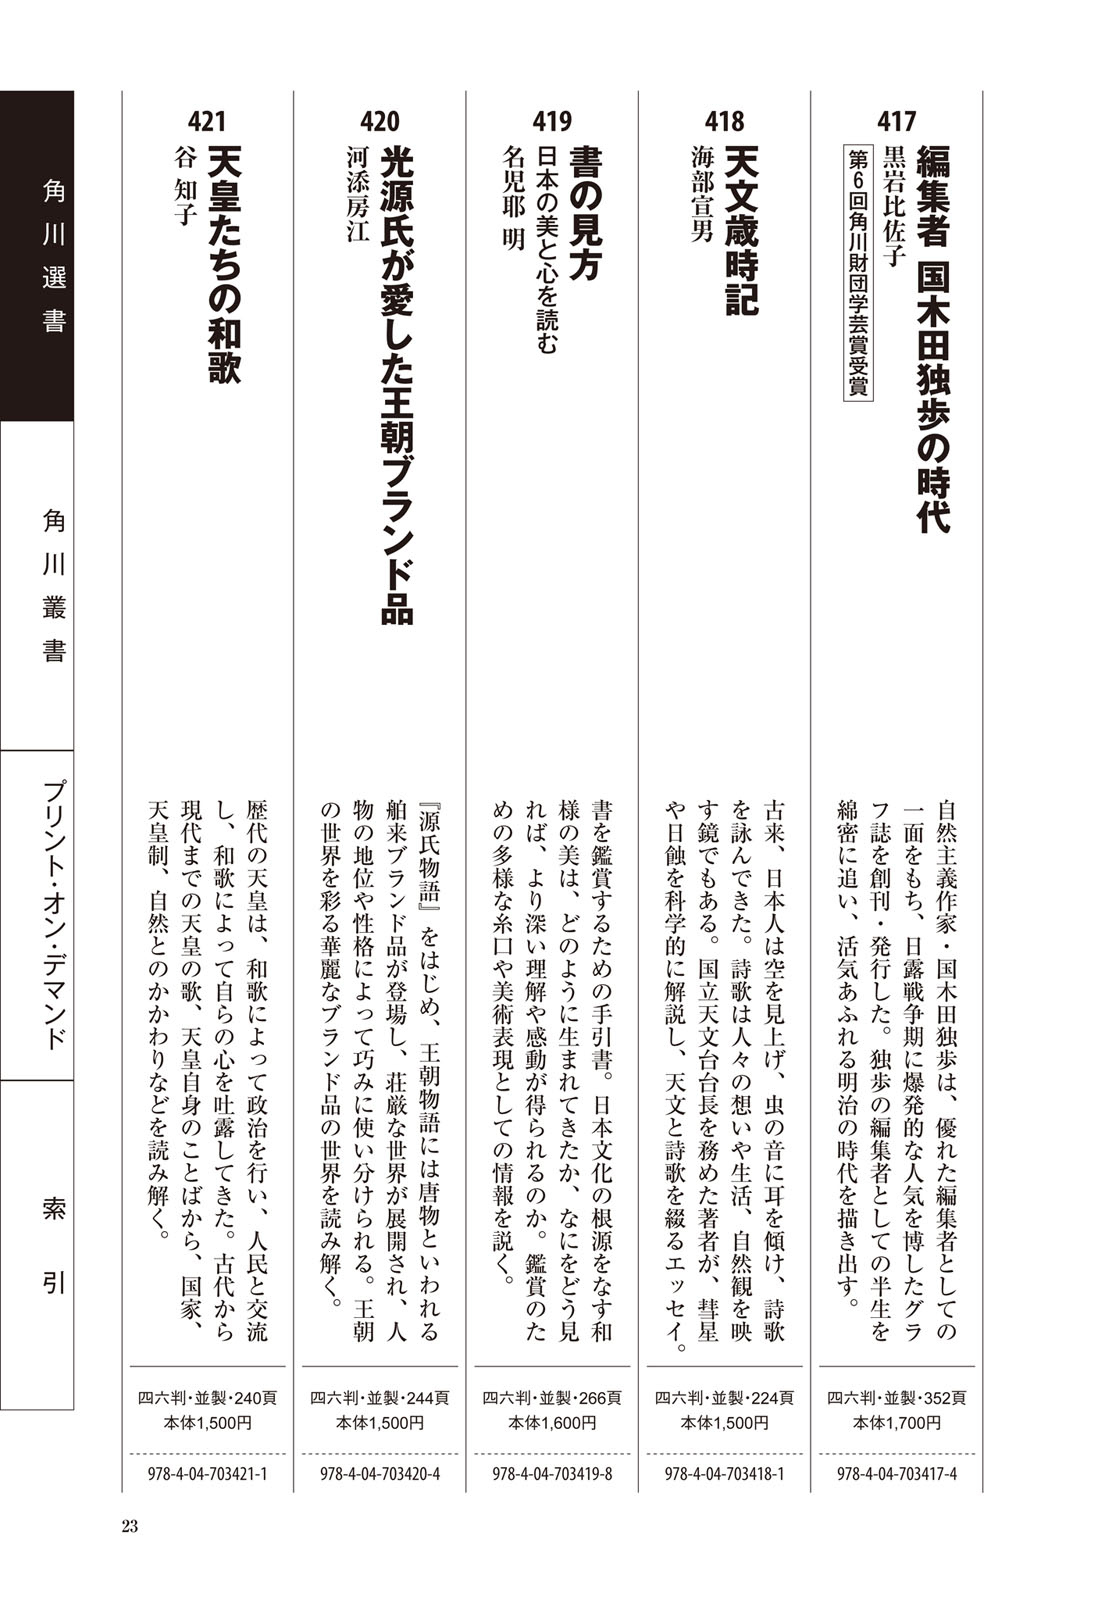 417
編集者 国木田独歩の時代
黒岩比佐子
第6回角川財団学芸賞受賞
自然主義作家・国木田独歩は、優れた編集者としての
一面をもち、日露戦争期に爆発的な人気を博したグラ
フ誌を創刊・発行した。独歩の編集者としての半生を
綿密に追い、活気あふれる明治の時代を描き出す。
四六判・並製・352頁
本体1,700円
978-4-04-703417-4
418
天文歳時記
海部宣男
古来、日本人は空を見上げ、虫の音に耳を傾け、詩歌
を詠んできた。詩歌は人々の想いや生活、自然観を映
す鏡でもある。国立天文台台長を務めた著者が、彗星
や日蝕を科学的に解説し、天文と詩歌を綴るエッセイ。
四六判・並製・224頁
本体1,500円
978-4-04-703418-1
419
書の見方
日本の美と心を読む
名児耶 明
書を鑑賞するための手引書。日本文化の根源をなす和
様の美は、どのように生まれてきたか、なにをどう見
れば、より深い理解や感動が得られるのか。鑑賞のた
めの多様な糸口や美術表現としての情報を説く。
四六判・並製・266頁
本体1,600円
978-4-04-703419-8
420
光源氏が愛した王朝ブランド品
河添房江
『源氏物語』をはじめ、王朝物語には唐物といわれる
舶来ブランド品が登場し、荘厳な世界が展開され、人
物の地位や性格によって巧みに使い分けられる。王朝
の世界を彩る華麗なブランド品の世界を読み解く。
四六判・並製・244頁
本体1,500円
978-4-04-703420-4
421
天皇たちの和歌
谷 知子
歴代の天皇は、和歌によって政治を行い、人民と交流
し、和歌によって自らの心を吐露してきた。古代から
現代までの天皇の歌、天皇自身のことばから、国家、
天皇制、自然とのかかわりなどを読み解く。
四六判・並製・240頁
本体1,500円
978-4-04-703421-1
角川選書
角川叢書
プリント・オン・デマンド
索引
23